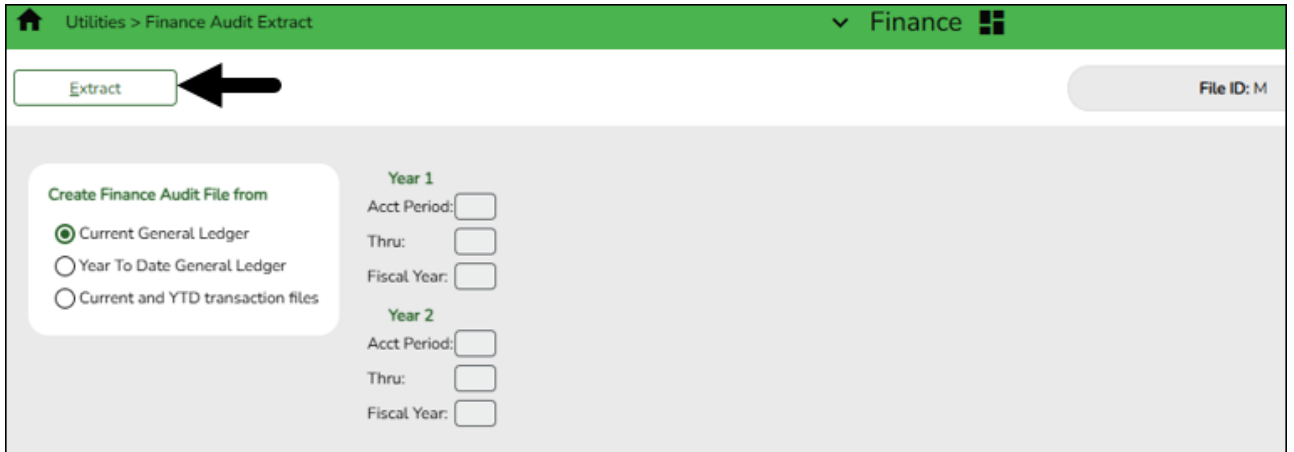 Utilities > Finance Audit Extract
Finance
Extract
File ID: M
Create Finance Audit File from
Current General Ledger
Year To Date General Ledger
Current and YTD transaction files
Year 1
Acct Period:
Thru:
Fiscal Year:
Year 2
Acct Period:
Thru:
Fiscal Year: